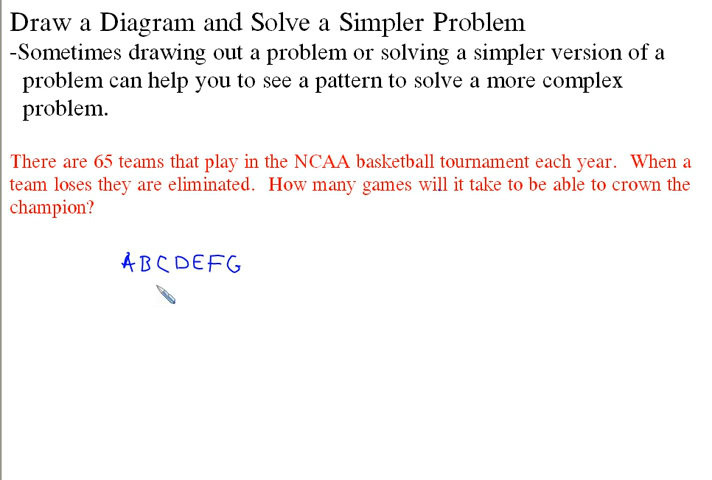 Draw a Diagram and Solve a Simpler Problem
-Sometimes drawing out a problem or solving a simpler version of a
problem can help you to see a pattern to solve a more complex
problem.
There are 65 teams that play in the NCAA basketball tournament each year. When a
team loses they are eliminated. How many games will it take to be able to crown the
champion?
A B C D E F G